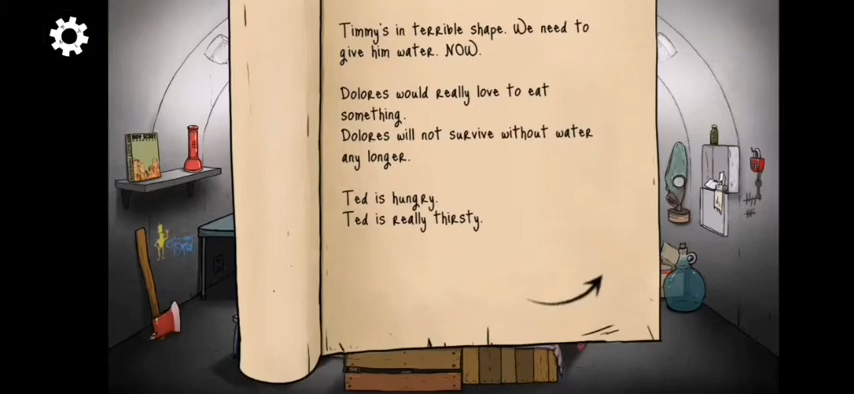 Timmy's in terrible shape. We need to
give him water. NOW.
Dolores would really love to eat
something.
Dolores will not survive without water
any longer.
Ted is hungry.
Ted is really thirsty.